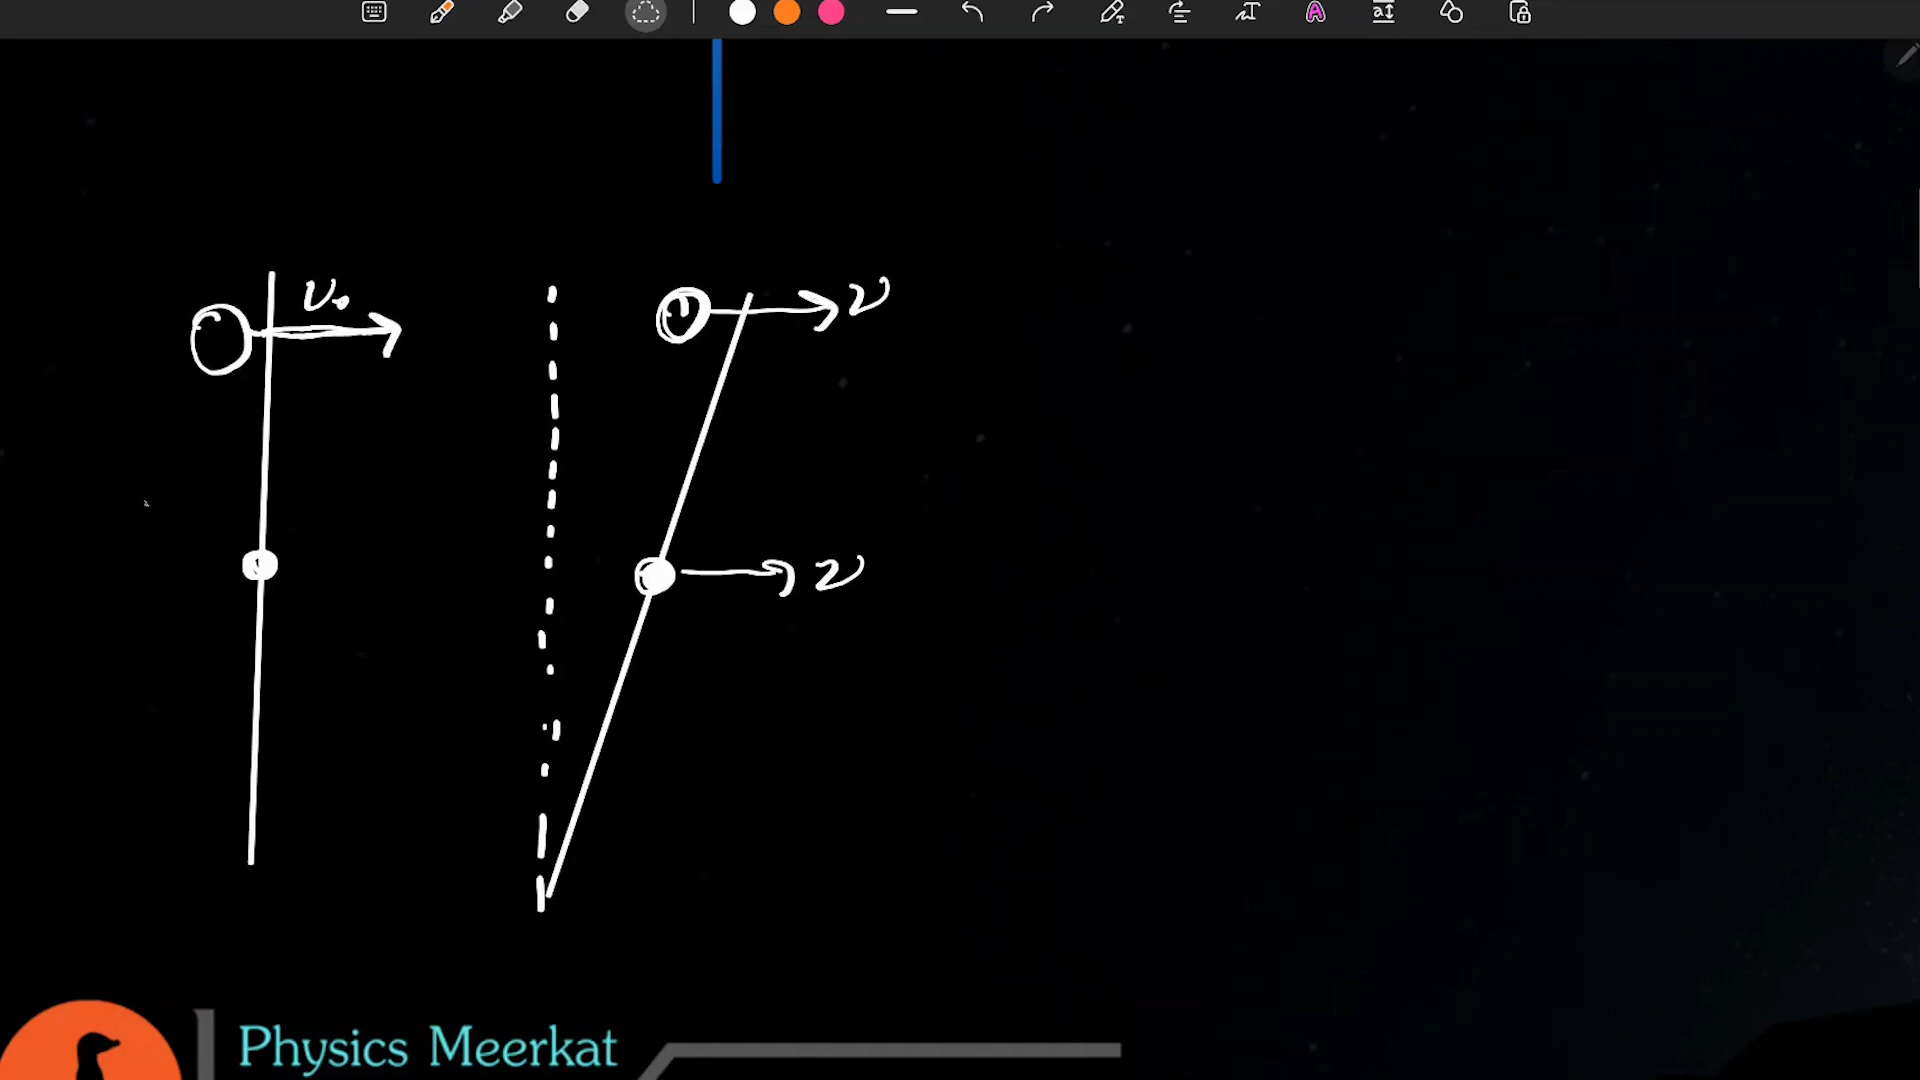 v₀
v
v
Physics Meerkat